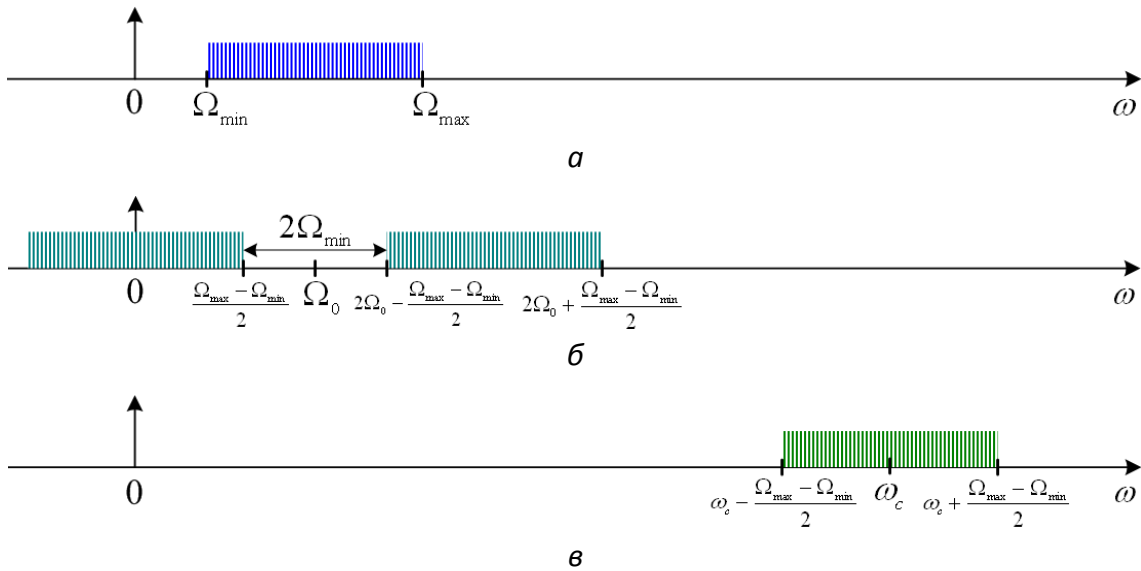 0 Ω_min Ω_max ω
а
2Ω_min
0 (Ω_max − Ω_min)/2 Ω_0 2Ω_0 − (Ω_max − Ω_min)/2 2Ω_0 + (Ω_max − Ω_min)/2 ω
б
0 ω_c − (Ω_max − Ω_min)/2 ω_c ω_c + (Ω_max − Ω_min)/2 ω
в